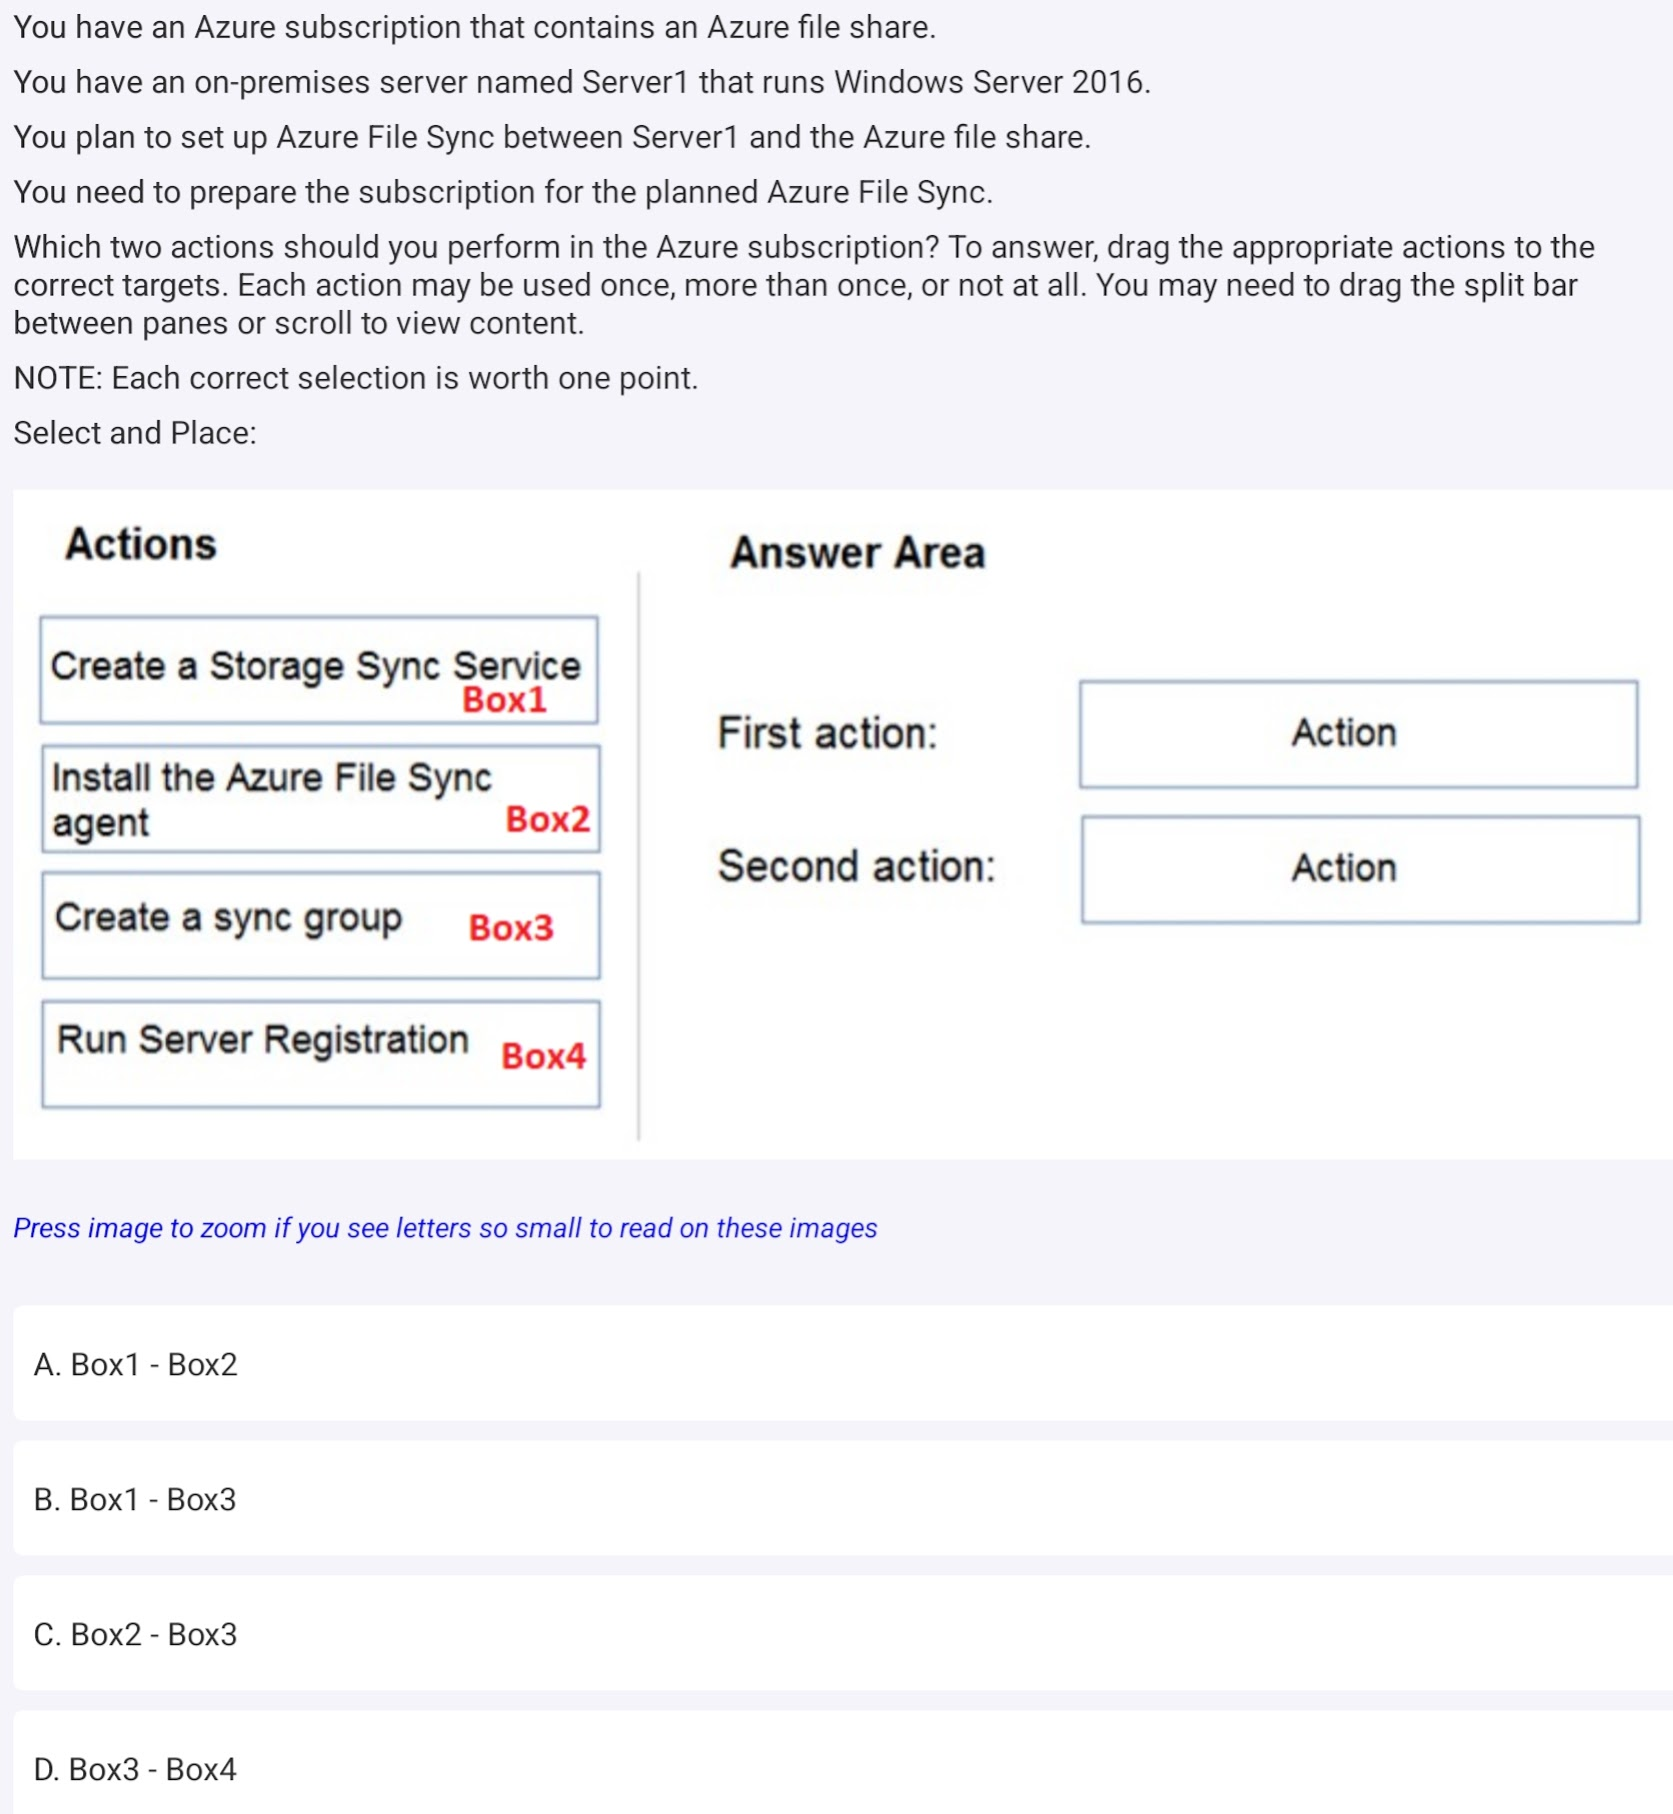 You have an Azure subscription that contains an Azure file share.
You have an on-premises server named Server1 that runs Windows Server 2016.
You plan to set up Azure File Sync between Server1 and the Azure file share.
You need to prepare the subscription for the planned Azure File Sync.
Which two actions should you perform in the Azure subscription? To answer, drag the appropriate actions to the
correct targets. Each action may be used once, more than once, or not at all. You may need to drag the split bar
between panes or scroll to view content.
NOTE: Each correct selection is worth one point.
Select and Place:
Actions
Create a Storage Sync Service
Box1
Install the Azure File Sync
agent Box2
Create a sync group Box3
Run Server Registration Box4
Answer Area
First action: Action
Second action: Action
Press image to zoom if you see letters so small to read on these images
A. Box1 - Box2
B. Box1 - Box3
C. Box2 - Box3
D. Box3 - Box4